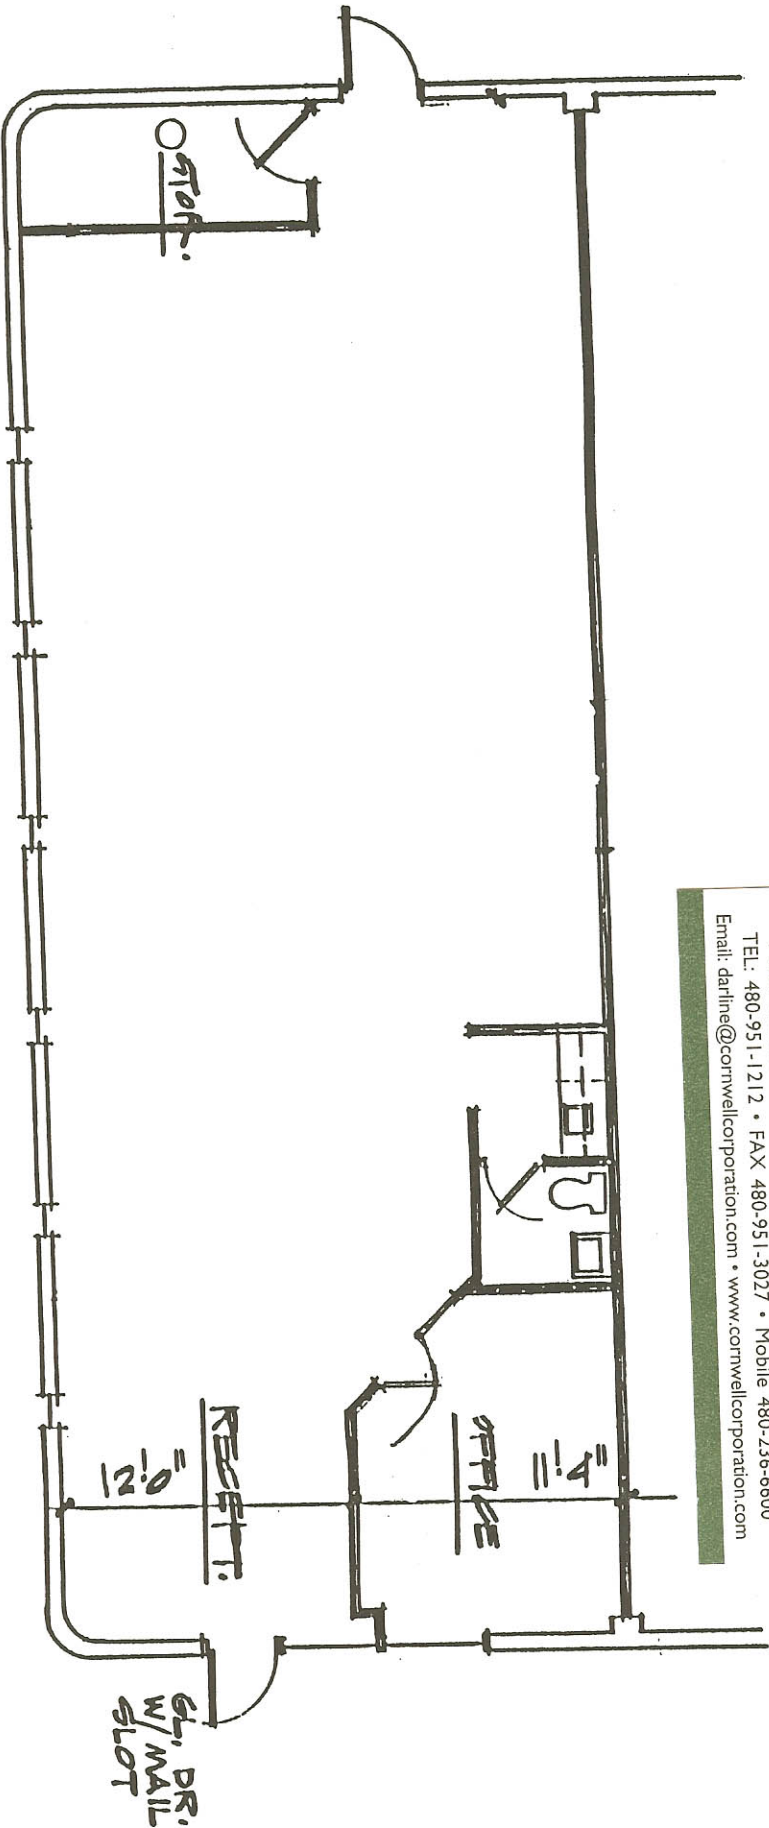 TEL: 480-951-1212 • FAX 480-951-3027 • Mobile 480-236-6600
Email: darline@cornwellcorporation.com • www.cornwellcorporation.com
STOR.
OFFICE
11'-4"
RECEPT.
12'-0"
GL. DR.
W/MAIL
SLOT